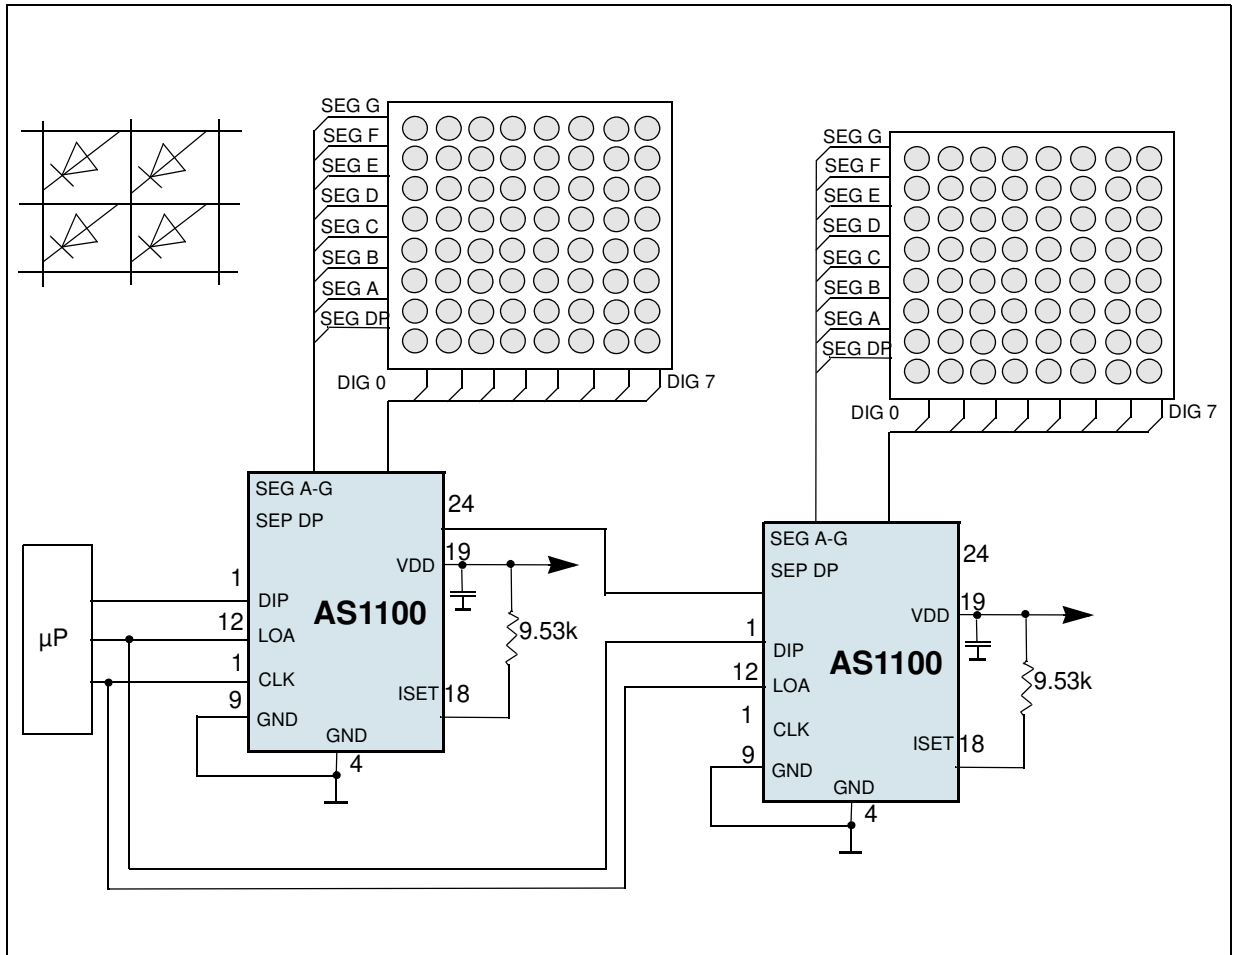 SEG G
SEG F
SEG E
SEG D
SEG C
SEG B
SEG A
SEG DP
DIG 0
DIG 7
SEG G
SEG F
SEG E
SEG D
SEG C
SEG B
SEG A
SEG DP
DIG 0
DIG 7
µP
SEG A-G
SEP DP
24
VDD
19
1
DIP
AS1100
12
LOA
9.53k
1
CLK
9
GND
ISET
18
GND
4
SEG A-G
SEP DP
24
VDD
19
1
DIP
AS1100
12
LOA
9.53k
1
CLK
9
GND
ISET
18
GND
4